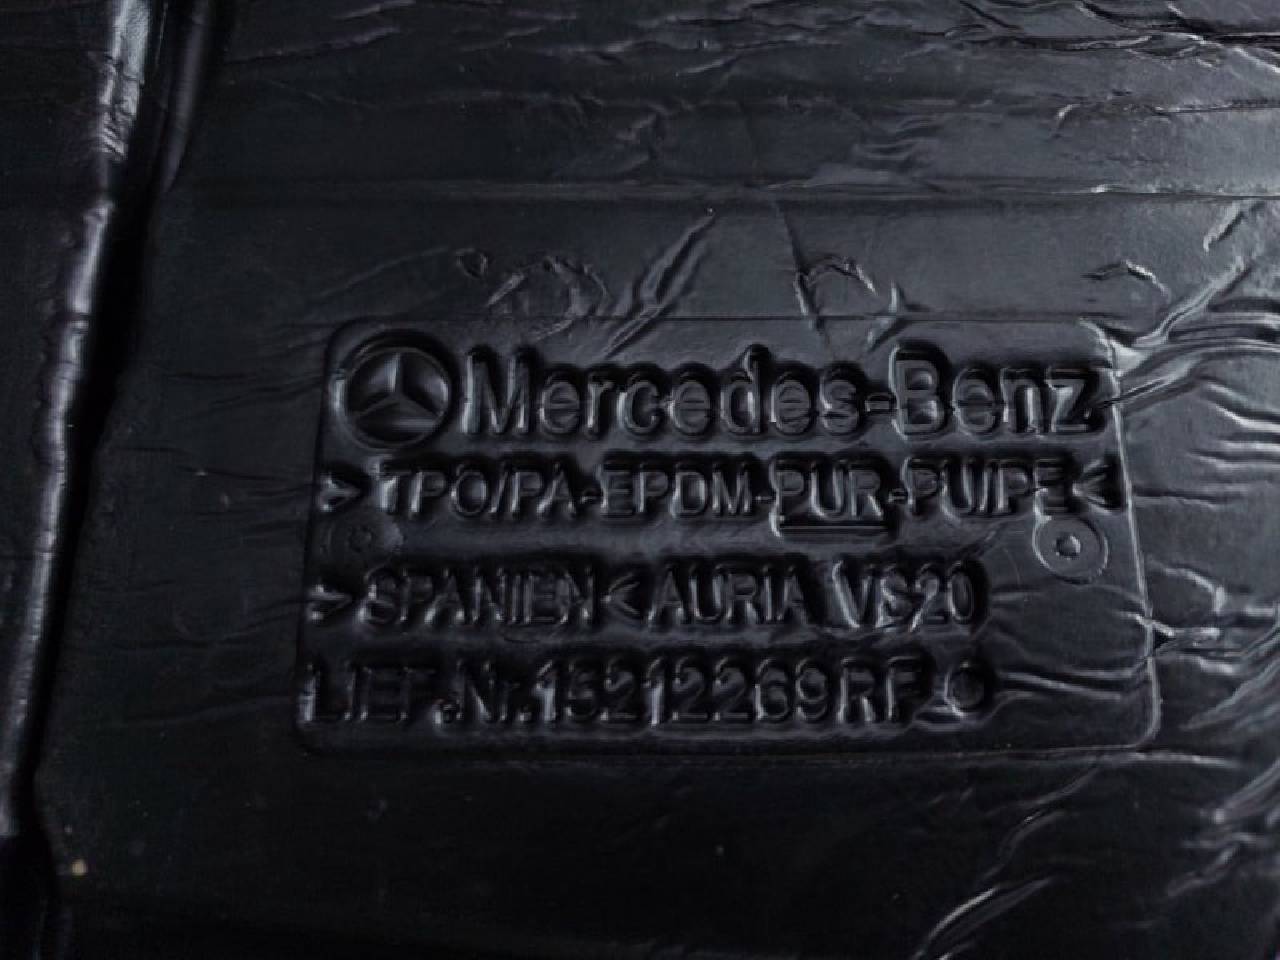 Mercedes-Benz
>TPO/PA-EPDM-PUR-PU/PE<
>SPANIEN< AURIA VS20
LIEF.Nr.15212269RF